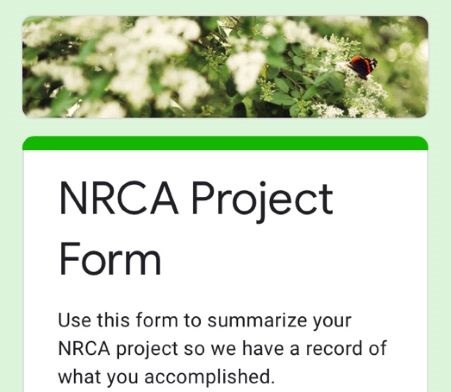 NRCA Project
Form
Use this form to summarize your
NRCA project so we have a record of
what you accomplished.